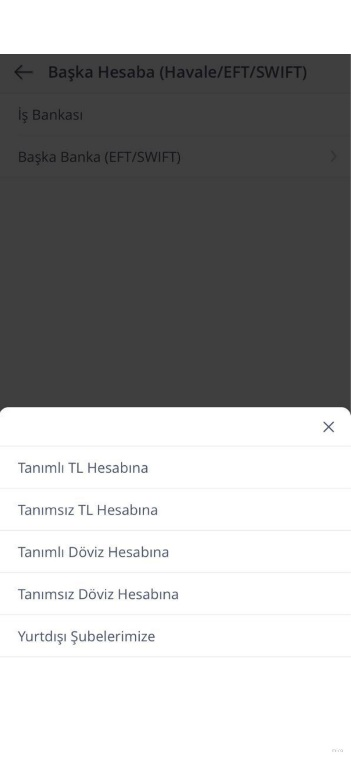 Başka Hesaba (Havale/EFT/SWIFT)
İş Bankası
Başka Banka (EFT/SWIFT)
Tanımlı TL Hesabına
Tanımsız TL Hesabına
Tanımlı Döviz Hesabına
Tanımsız Döviz Hesabına
Yurtdışı Şubelerimize